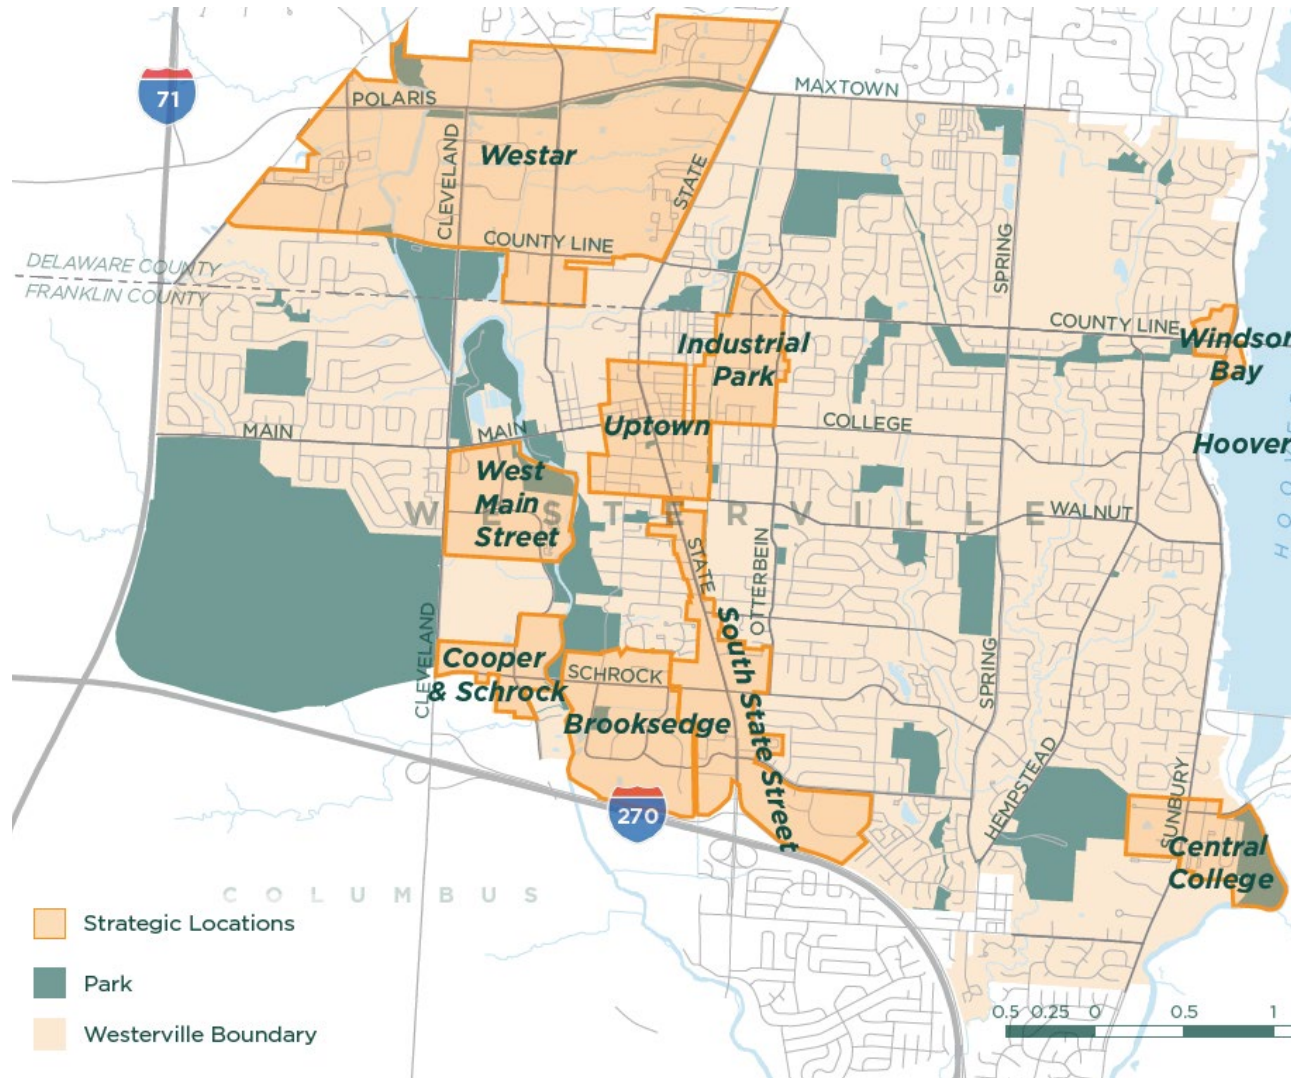 71
POLARIS
MAXTOWN
CLEVELAND
Westar
STATE
COUNTY LINE
SPRING
DELAWARE COUNTY
FRANKLIN COUNTY
COUNTY LINE
Windsor
Bay
Industrial
Park
MAIN
MAIN
Uptown
COLLEGE
Hoover
West
Main
Street
WESTERVILLE
WALNUT
STATE
OTTERBEIN
CLEVELAND
Cooper
& Schrock
SCHROCK
South State Street
SPRING
Brooksedge
HEMPSTEAD
SUNBURY
270
Central
College
COLUMBUS
Strategic Locations
Park
Westerville Boundary
0.5 0.25 0 0.5 1